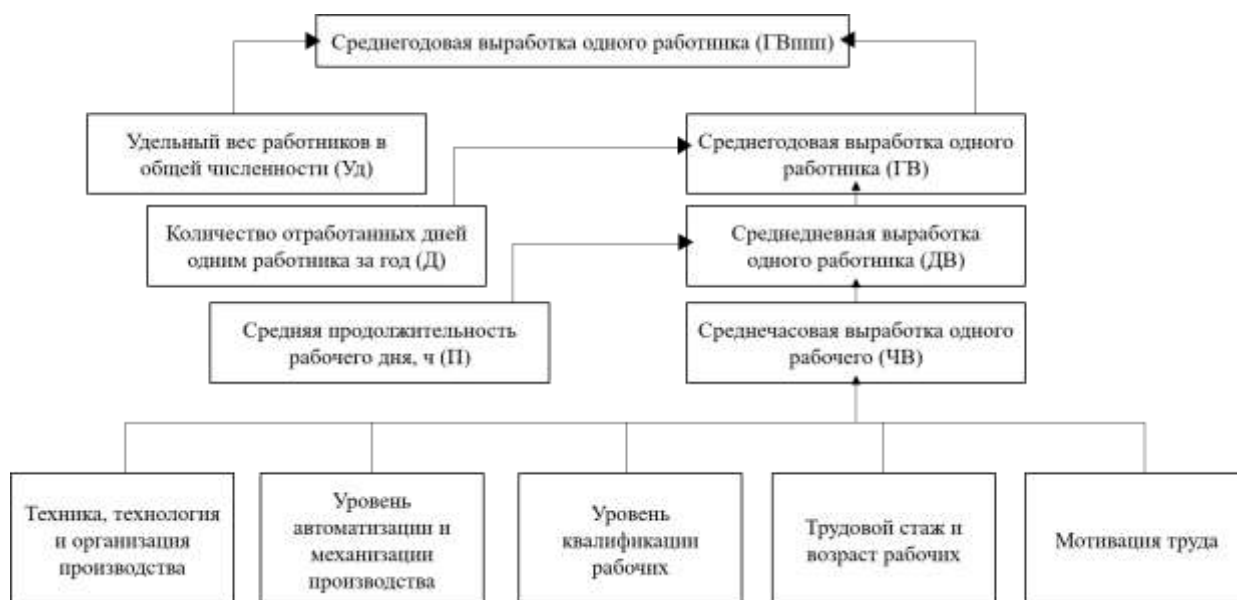 Среднегодовая выработка одного работника (ГВппп)
Удельный вес работников в
общей численности (Уд)
Среднегодовая выработка одного
работника (ГВ)
Количество отработанных дней
одним работника за год (Д)
Среднедневная выработка
одного работника (ДВ)
Средняя продолжительность
рабочего дня, ч (П)
Среднечасовая выработка одного
рабочего (ЧВ)
Техника, технология
и организация
производства
Уровень
автоматизации и
механизации
производства
Уровень
квалификации
рабочих
Трудовой стаж и
возраст рабочих
Мотивация труда